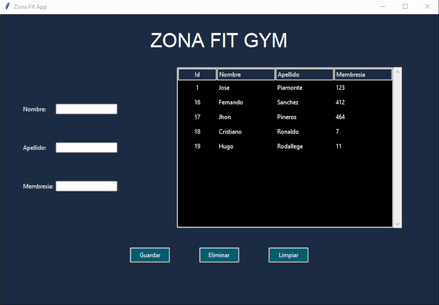 Zona Fit App
ZONA FIT GYM
Id Nombre Apellido Membresia
1 Jose Piamonte 123
16 Fernando Sanchez 412
17 Jhon Pineros 464
18 Cristiano Ronaldo 7
19 Hugo Rodallega 11
Nombre:
Apellido:
Membresia:
Guardar Eliminar Limpiar